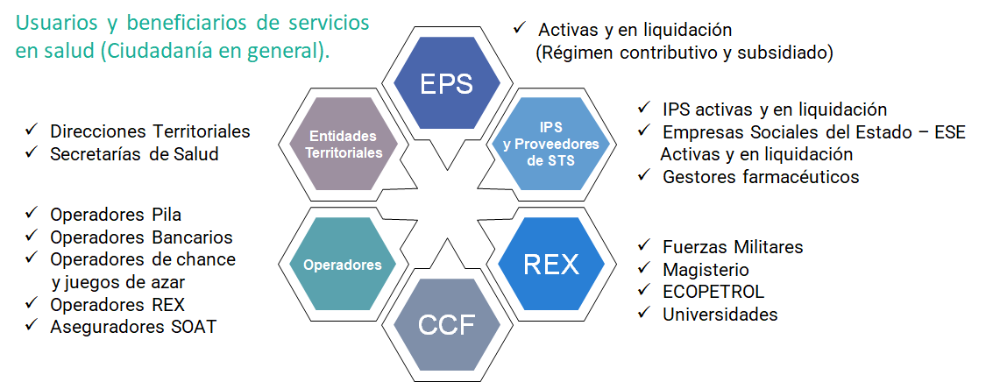 Usuarios y beneficiarios de servicios
en salud (Ciudadanía en general).
EPS
✓ Activas y en liquidación
(Régimen contributivo y subsidiado)
IPS
y Proveedores
de STS
✓ IPS activas y en liquidación
✓ Empresas Sociales del Estado – ESE
Activas y en liquidación
✓ Gestores farmacéuticos
REX
✓ Fuerzas Militares
✓ Magisterio
✓ ECOPETROL
✓ Universidades
CCF
Operadores
✓ Operadores Pila
✓ Operadores Bancarios
✓ Operadores de chance
y juegos de azar
✓ Operadores REX
✓ Aseguradores SOAT
Entidades
Territoriales
✓ Direcciones Territoriales
✓ Secretarías de Salud